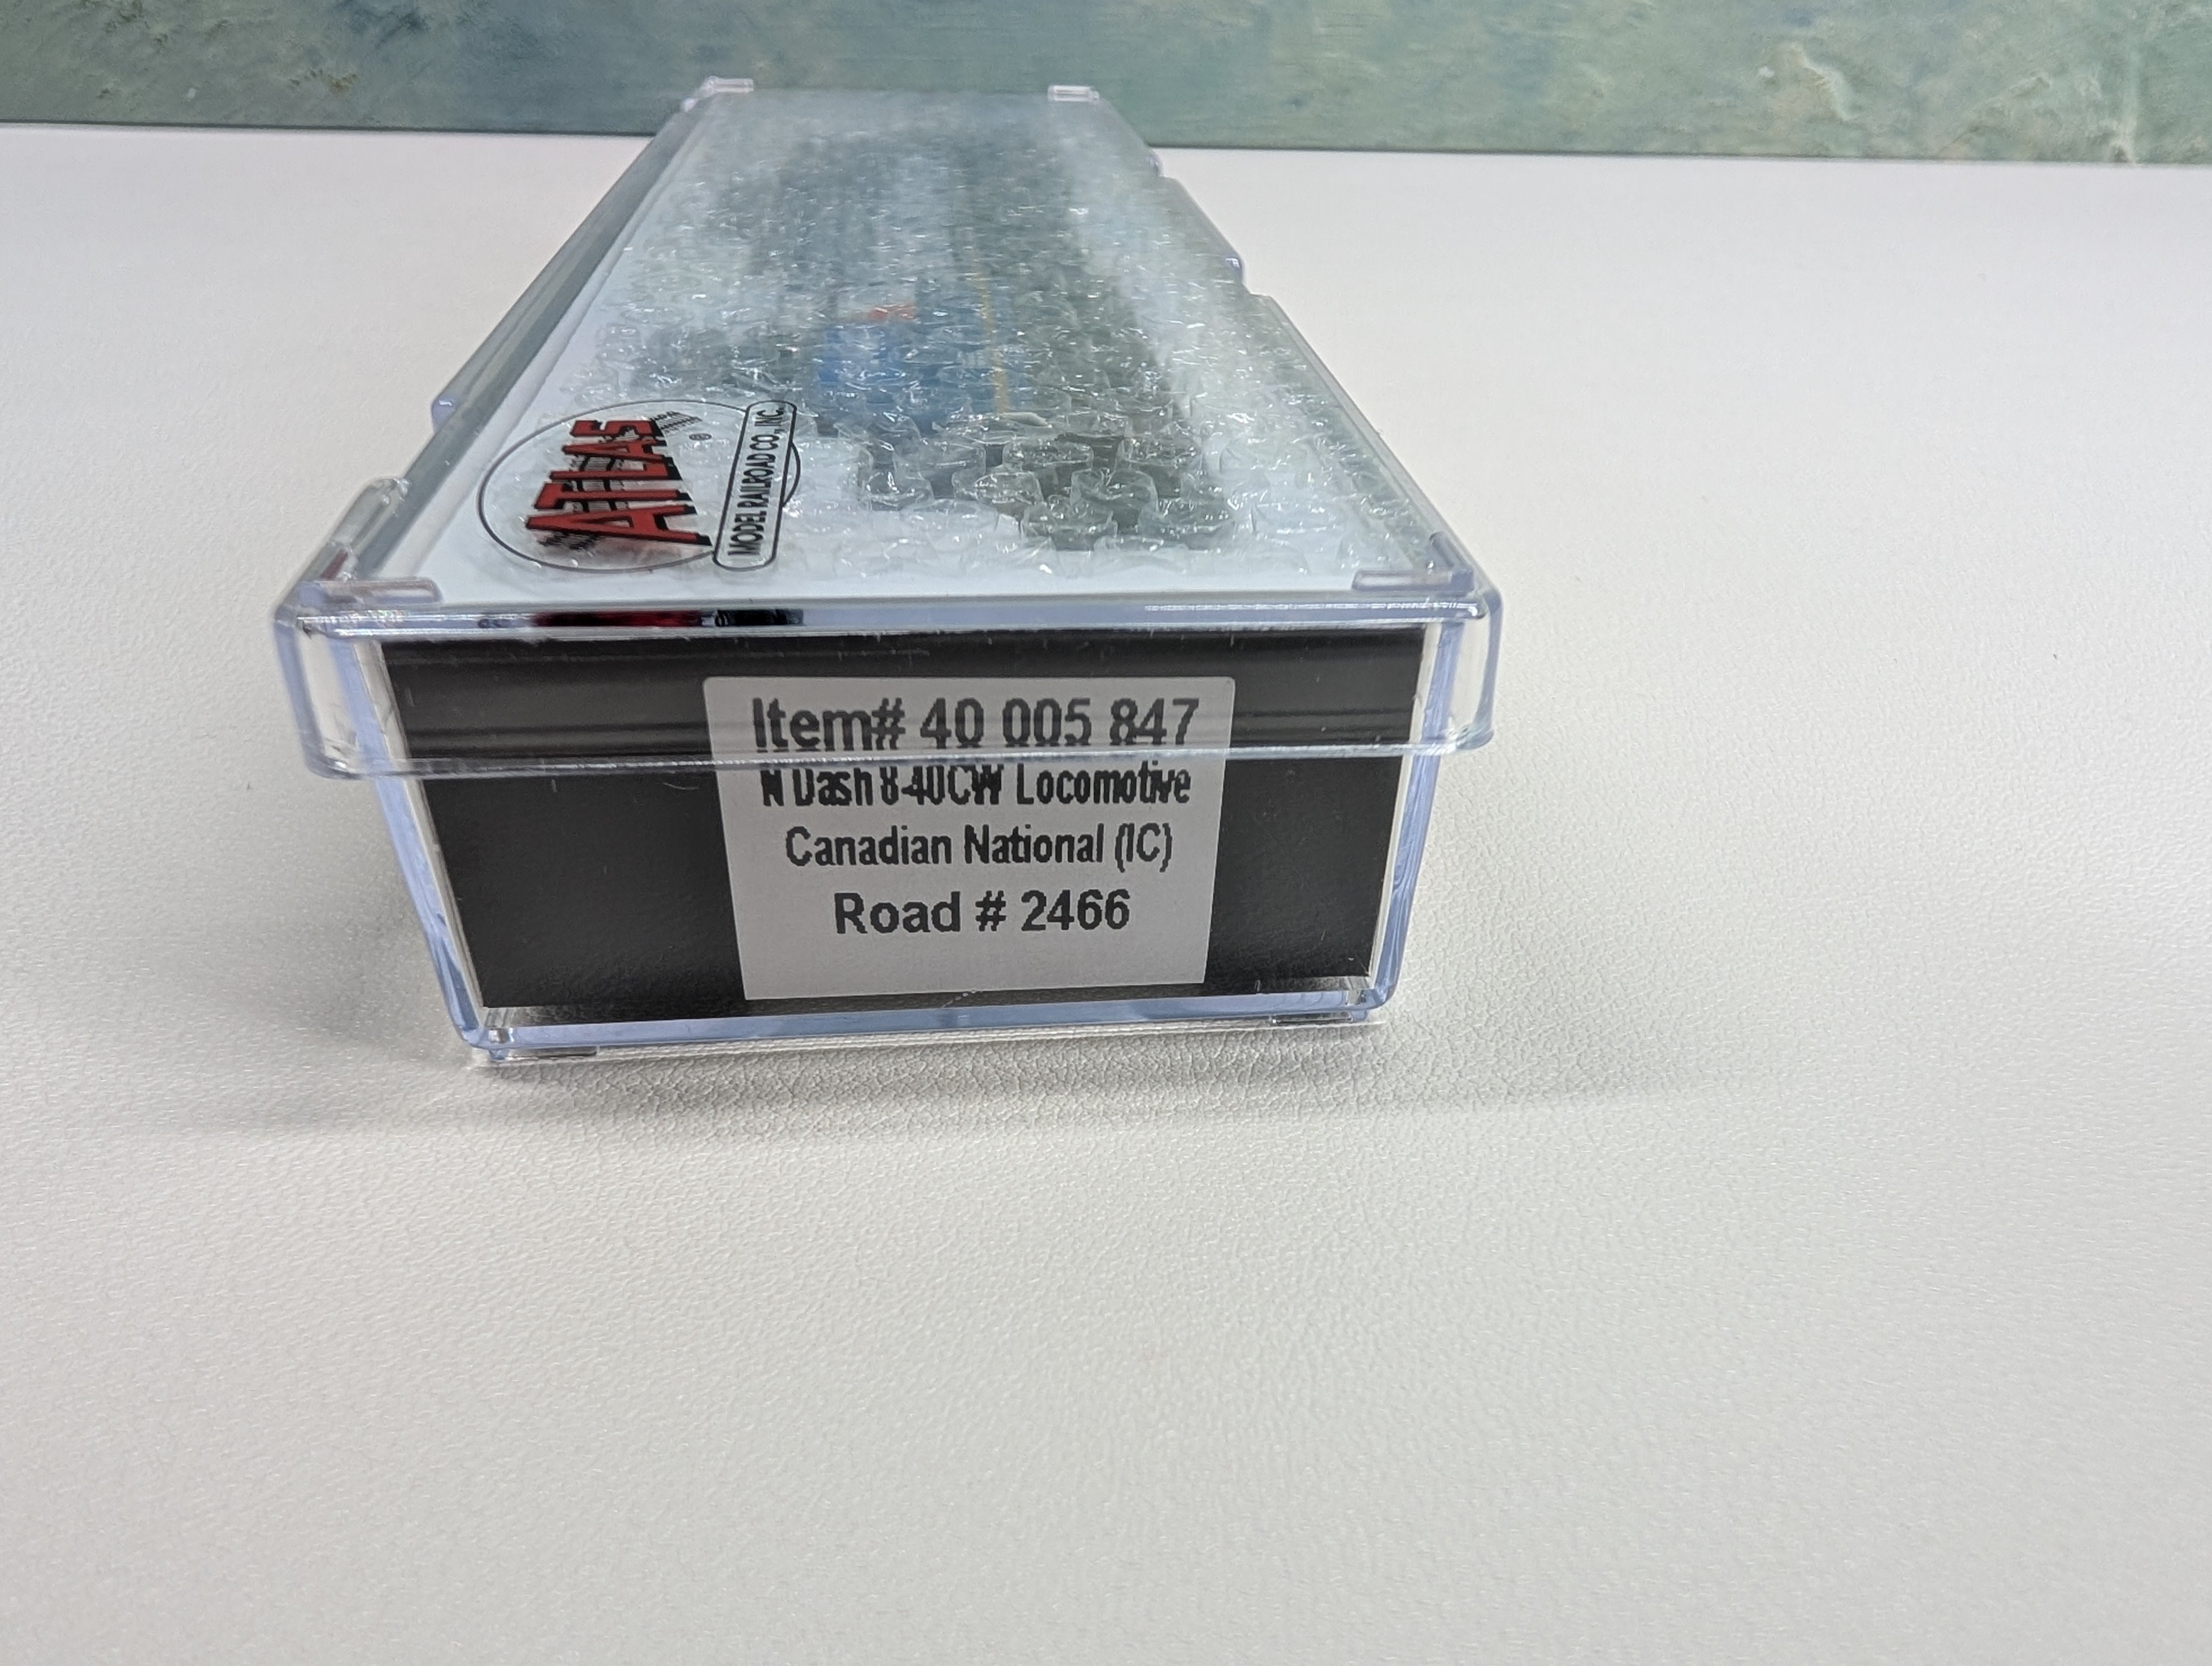 ATLAS
®
MODEL RAILROAD CO., INC.
Item# 40 005 847
N Dash 8-40CW Locomotive
Canadian National (IC)
Road # 2466